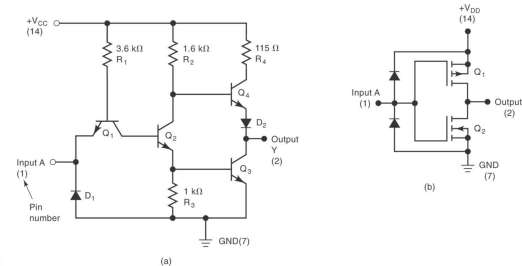 +VCC
(14)
3.6 kΩ
R1
1.6 kΩ
R2
115 Ω
R4
Q4
D2
Q1
Q2
Output
Y
(2)
Q3
Input A
(1)
D1
1 kΩ
R3
Pin
number
GND(7)
(a)
+VDD
(14)
Q1
Input A
(1)
Output
(2)
Q2
GND
(7)
(b)